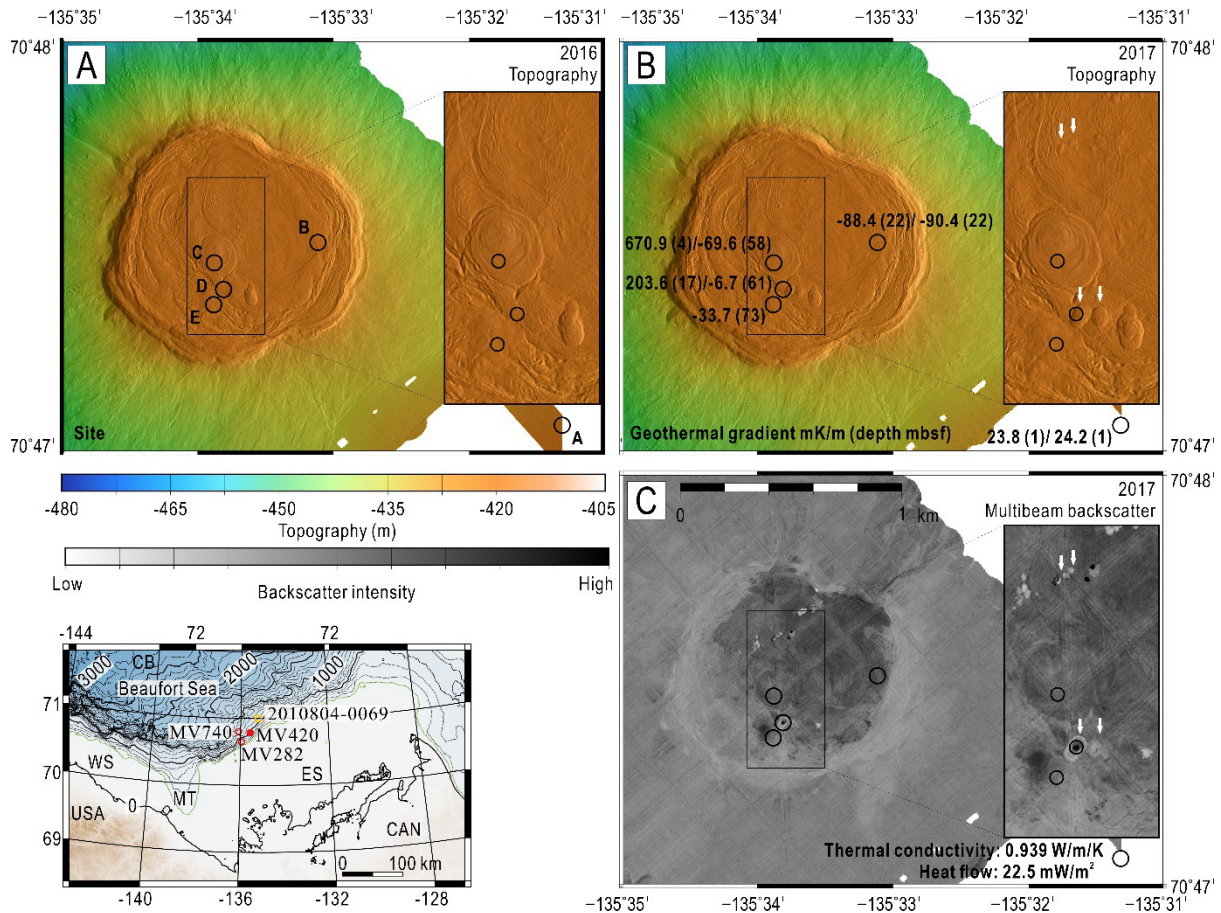 −135°35' −135°34' −135°33' −135°32' −135°31'
−135°35' −135°34' −135°33' −135°32' −135°31'
70°48'
A
2016
Topography
B
C
D
E
A
Site
70°47'
70°48'
B
2017
Topography
-88.4 (22)/ -90.4 (22)
670.9 (4)/-69.6 (58)
203.6 (17)/-6.7 (61)
-33.7 (73)
Geothermal gradient mK/m (depth mbsf)
23.8 (1)/ 24.2 (1)
70°47'
-480 -465 -450 -435 -420 -405
Topography (m)
Low High
Backscatter intensity
-144 72 72
3000
CB
2000
1000
Beaufort Sea
71
2010804-0069
MV740
MV420
MV282
WS
ES
70
MT
USA
0
CAN
69
0 100 km
-140 -136 -132 -128
70°48'
C
0 1 km
2017
Multibeam backscatter
Thermal conductivity: 0.939 W/m/K
Heat flow: 22.5 mW/m²
70°47'
−135°35' −135°34' −135°33' −135°32' −135°31'